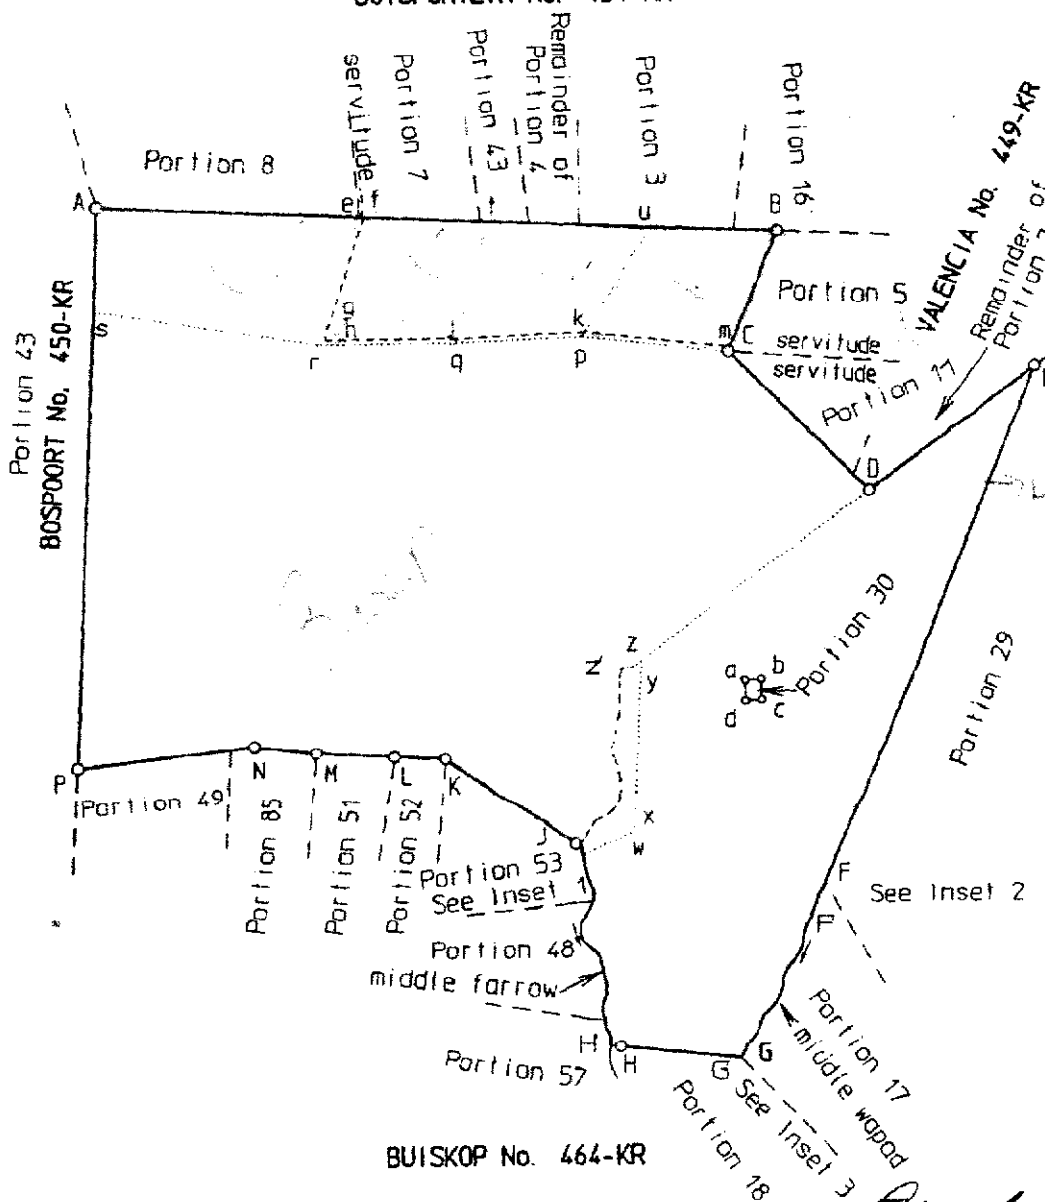 servitude
Portion 7
Portion 43
Remainder of
Portion 4
Portion 3
Portion 16
VALENCIA No. 449-KR
Remainder of
Portion 8
A
e
f
t
u
B
Portion 5
g
h
k
m
C
servitude
servitude
s
r
q
p
Portion 17
Portion 43
BOSPOORT No. 450-KR
D
Portion 30
z
z'
y
a
b
c
d
Portion 29
P
N
M
L
K
x
w
Portion 49
Portion 85
Portion 51
Portion 52
Portion 53
See Inset 1
J
F
See Inset 2
F'
Portion 48
middle farrow
H'
H
G'
G
Portion 57
Portion 17
middle wapad
See Inset 3
Portion 18
BUISKOP No. 464-KR